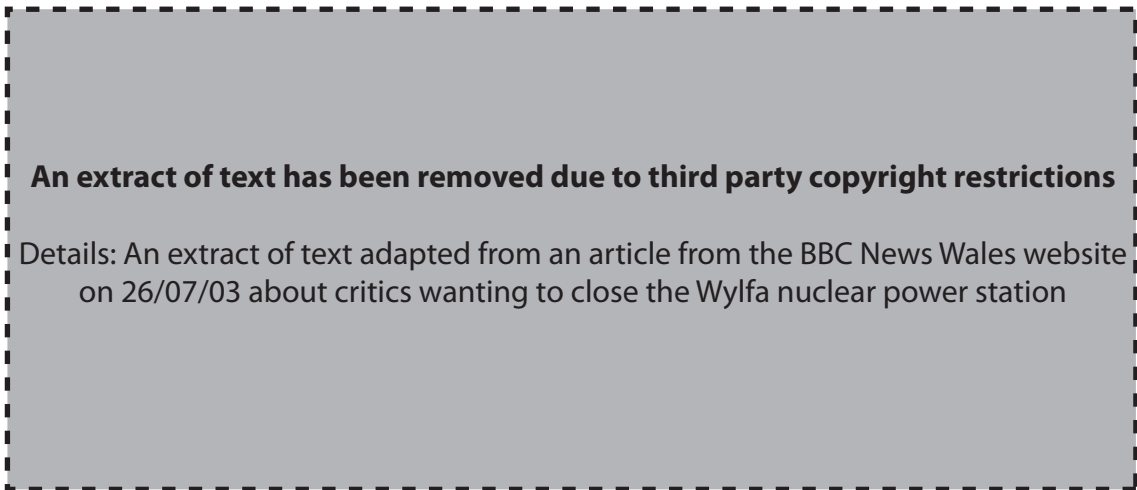 An extract of text has been removed due to third party copyright restrictions
Details: An extract of text adapted from an article from the BBC News Wales website
on 26/07/03 about critics wanting to close the Wylfa nuclear power station